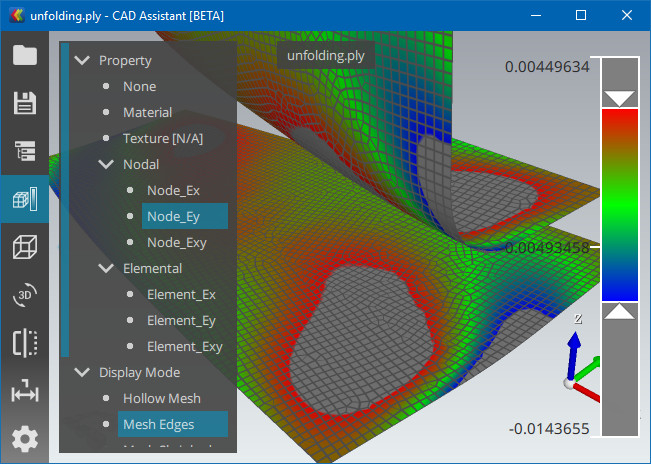 unfolding.ply - CAD Assistant [BETA]
unfolding.ply
Property
None
Material
Texture [N/A]
Nodal
Node_Ex
Node_Ey
Node_Exy
Elemental
Element_Ex
Element_Ey
Element_Exy
Display Mode
Hollow Mesh
Mesh Edges
3D
0.00449634
0.00493458
-0.0143655
Z